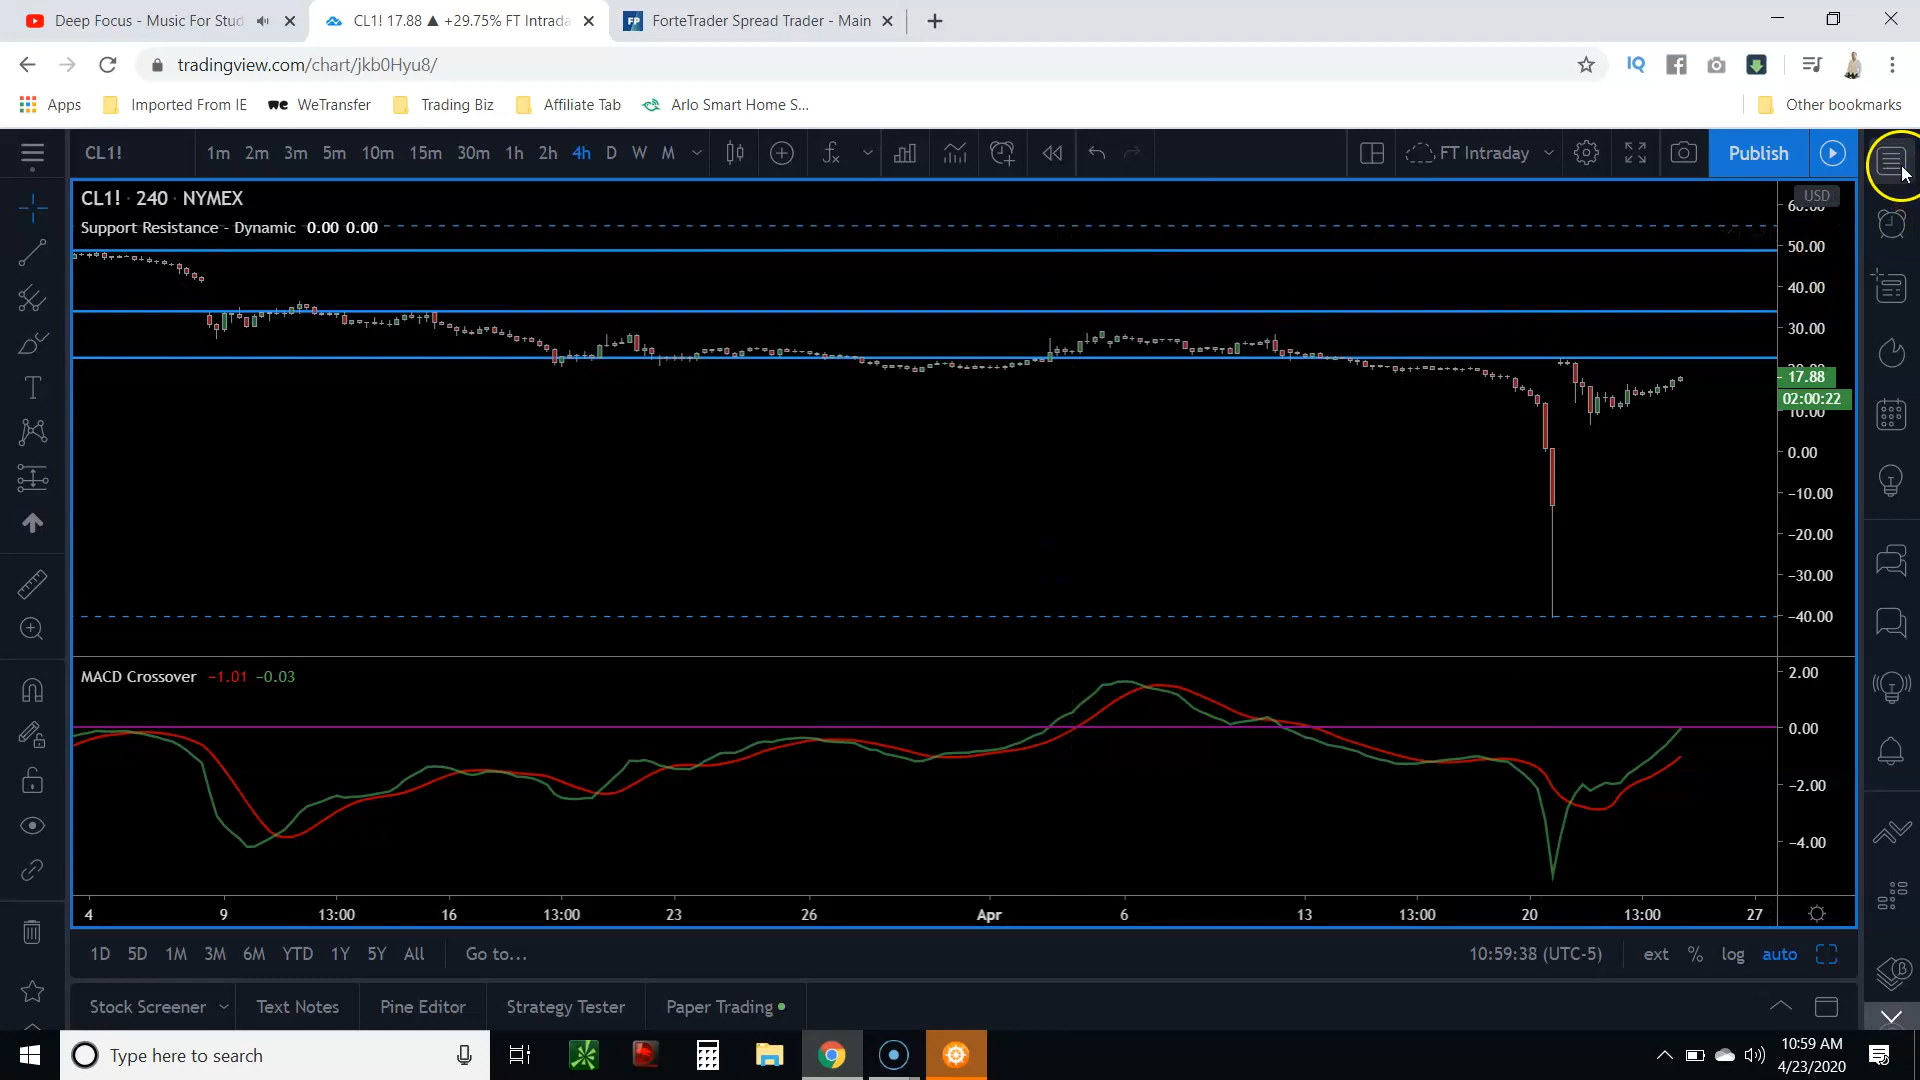 Deep Focus - Music For Stud
CL1! 17.88 ▲ +29.75% FT Intrada
FP ForteTrader Spread Trader - Main
tradingview.com/chart/jkb0Hyu8/
IQ
Apps
Imported From IE
we WeTransfer
Trading Biz
Affiliate Tab
Arlo Smart Home S...
Other bookmarks
CL1! 1m 2m 3m 5m 10m 15m 30m 1h 2h 4h D W M FT Intraday Publish
CL1! · 240 · NYMEX
USD
Support Resistance - Dynamic 0.00 0.00
50.00
40.00
30.00
17.88
02:00:22
10.00
0.00
−10.00
−20.00
−30.00
−40.00
MACD Crossover −1.01 −0.03
2.00
0.00
−2.00
−4.00
4 9 13:00 16 13:00 23 26 Apr 6 13 13:00 20 13:00 27
1D 5D 1M 3M 6M YTD 1Y 5Y All Go to... 10:59:38 (UTC-5) ext % log auto
Stock Screener Text Notes Pine Editor Strategy Tester Paper Trading
Type here to search
10:59 AM
4/23/2020